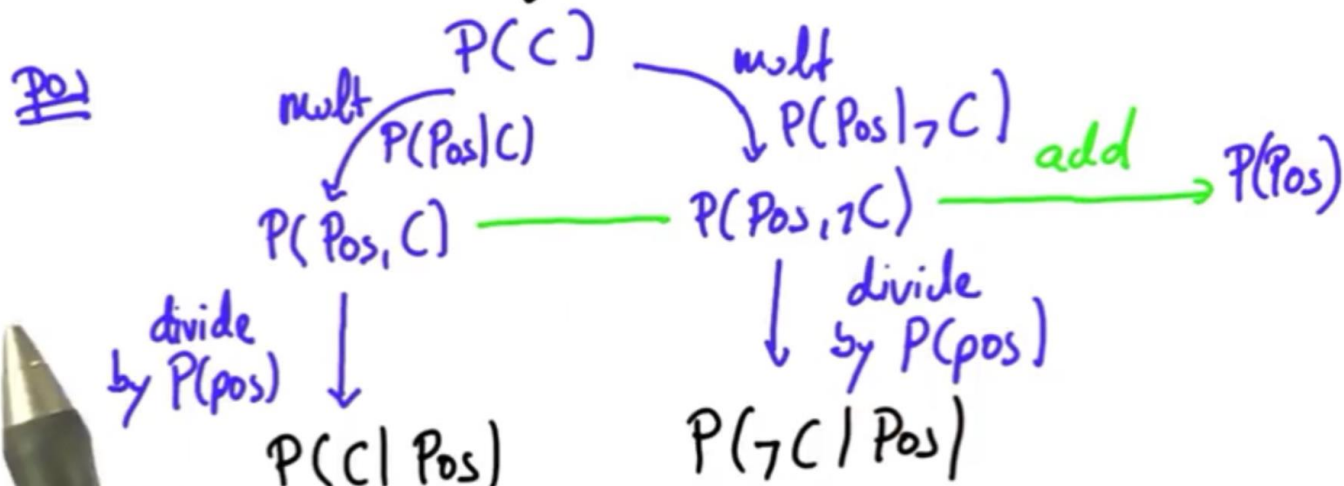 P(C)
Pos
mult
P(Pos|C)
mult
P(Pos|¬C)
P(Pos,C)
P(Pos,¬C)
add
P(Pos)
divide
by P(pos)
divide
by P(pos)
P(C|Pos)
P(¬C|Pos)